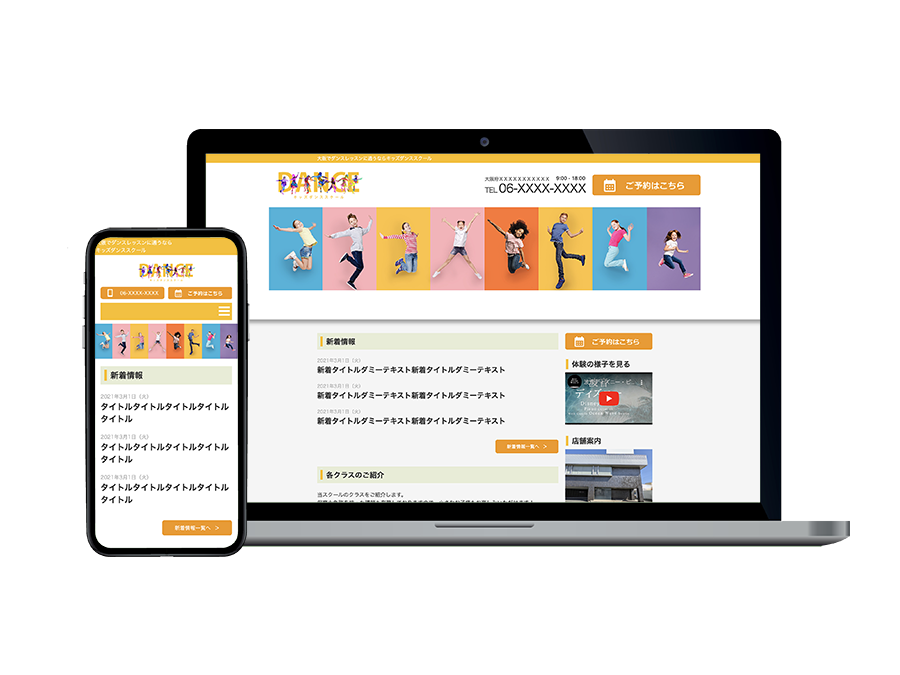 大阪でダンスレッスンに通うならキッズダンススクール
DANCE
キッズダンススクール
大阪府XXXXXXXXXX 9:00 - 18:00
TEL 06-XXXX-XXXX
ご予約はこちら
新着情報
2021年3月1日（火）
新着タイトルダミーテキスト新着タイトルダミーテキスト
2021年3月1日（火）
新着タイトルダミーテキスト新着タイトルダミーテキスト
2021年3月1日（火）
新着タイトルダミーテキスト新着タイトルダミーテキスト
新着情報一覧へ >
各クラスのご紹介
当スクールのクラスをご紹介します。
ご予約はこちら
体験の様子を見る
店舗案内
大阪でダンスレッスンに通うなら
キッズダンススクール
DANCE
06-XXXX-XXXX
ご予約はこちら
新着情報
2021年3月1日（火）
タイトルタイトルタイトルタイトル
タイトル
2021年3月1日（火）
タイトルタイトルタイトルタイトル
タイトル
2021年3月1日（火）
タイトルタイトルタイトルタイトル
タイトル
新着情報一覧へ >